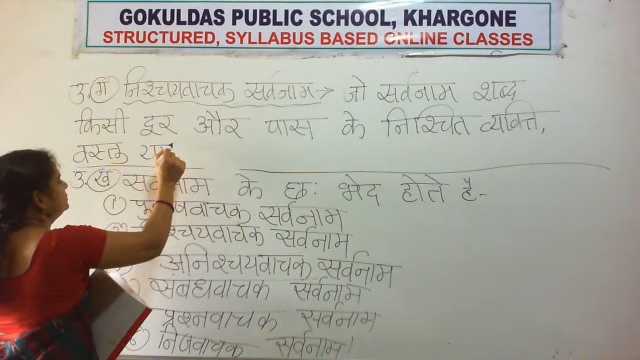 GOKULDAS PUBLIC SCHOOL, KHARGONE
STRUCTURED, SYLLABUS BASED ONLINE CLASSES
उ. ग निश्चयवाचक सर्वनाम → जो सर्वनाम शब्द
किसी दूर और पास के निश्चित व्यक्ति,
वस्तु या
उ. ख सर्वनाम के छः भेद होते है-
① पुरुषवाचक सर्वनाम
निश्चयवाचक सर्वनाम
अनिश्चयवाचक सर्वनाम
संबंधवाचक सर्वनाम
प्रश्नवाचक सर्वनाम
निजवाचक सर्वनाम।